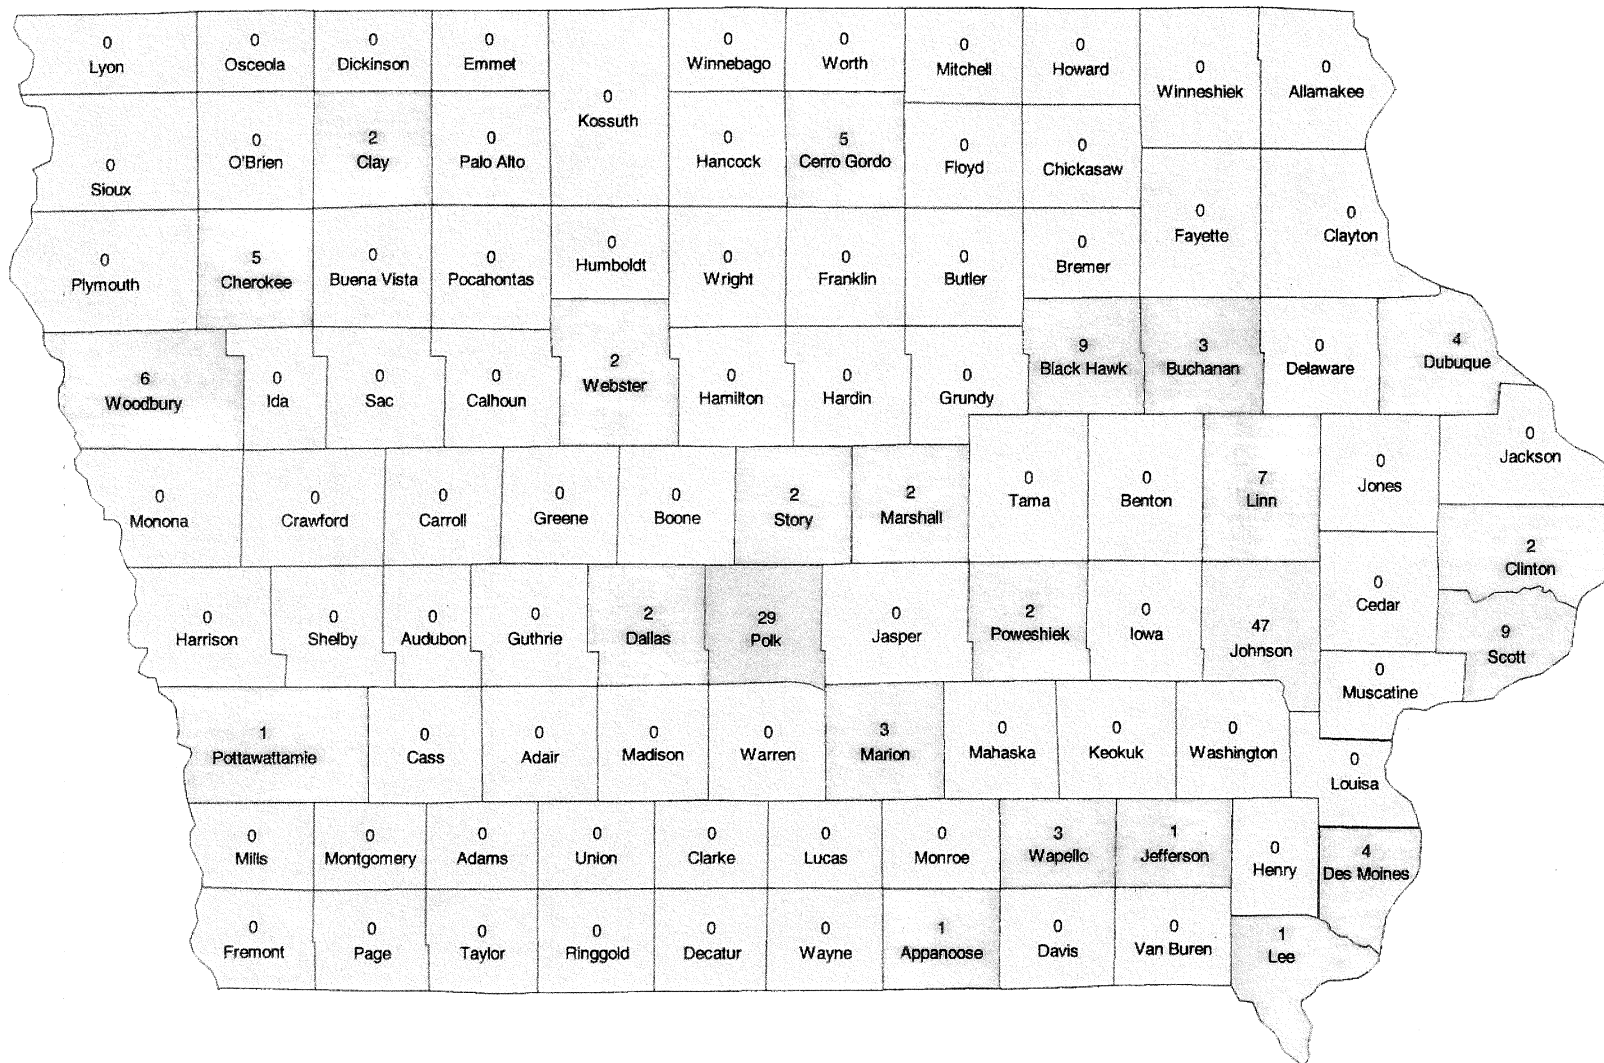 0
Lyon
0
Osceola
0
Dickinson
0
Emmet
0
Kossuth
0
Winnebago
0
Worth
0
Mitchell
0
Howard
0
Winneshiek
0
Allamakee
0
Sioux
0
O'Brien
2
Clay
0
Palo Alto
0
Hancock
5
Cerro Gordo
0
Floyd
0
Chickasaw
0
Fayette
0
Clayton
0
Plymouth
5
Cherokee
0
Buena Vista
0
Pocahontas
0
Humboldt
0
Wright
0
Franklin
0
Butler
0
Bremer
6
Woodbury
0
Ida
0
Sac
0
Calhoun
2
Webster
0
Hamilton
0
Hardin
0
Grundy
9
Black Hawk
3
Buchanan
0
Delaware
4
Dubuque
0
Monona
0
Crawford
0
Carroll
0
Greene
0
Boone
2
Story
2
Marshall
0
Tama
0
Benton
7
Linn
0
Jones
0
Jackson
2
Clinton
0
Harrison
0
Shelby
0
Audubon
0
Guthrie
2
Dallas
29
Polk
0
Jasper
2
Poweshiek
0
Iowa
47
Johnson
0
Cedar
9
Scott
0
Muscatine
1
Pottawattamie
0
Cass
0
Adair
0
Madison
0
Warren
3
Marion
0
Mahaska
0
Keokuk
0
Washington
0
Louisa
0
Mills
0
Montgomery
0
Adams
0
Union
0
Clarke
0
Lucas
0
Monroe
3
Wapello
1
Jefferson
0
Henry
4
Des Moines
0
Fremont
0
Page
0
Taylor
0
Ringgold
0
Decatur
0
Wayne
1
Appanoose
0
Davis
0
Van Buren
1
Lee